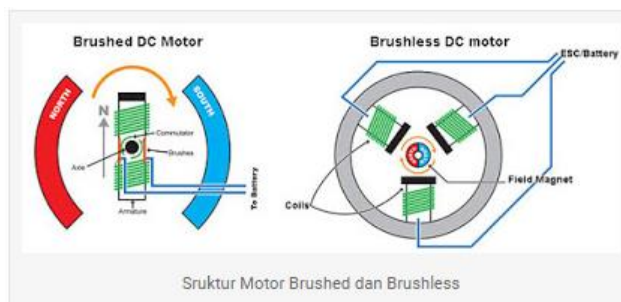 Brushed DC Motor
NORTH
SOUTH
N
Commutator
Axle
Brushes
Armature
To Battery
Brushless DC motor
ESC/Battery
Field Magnet
Coils
Sruktur Motor Brushed dan Brushless